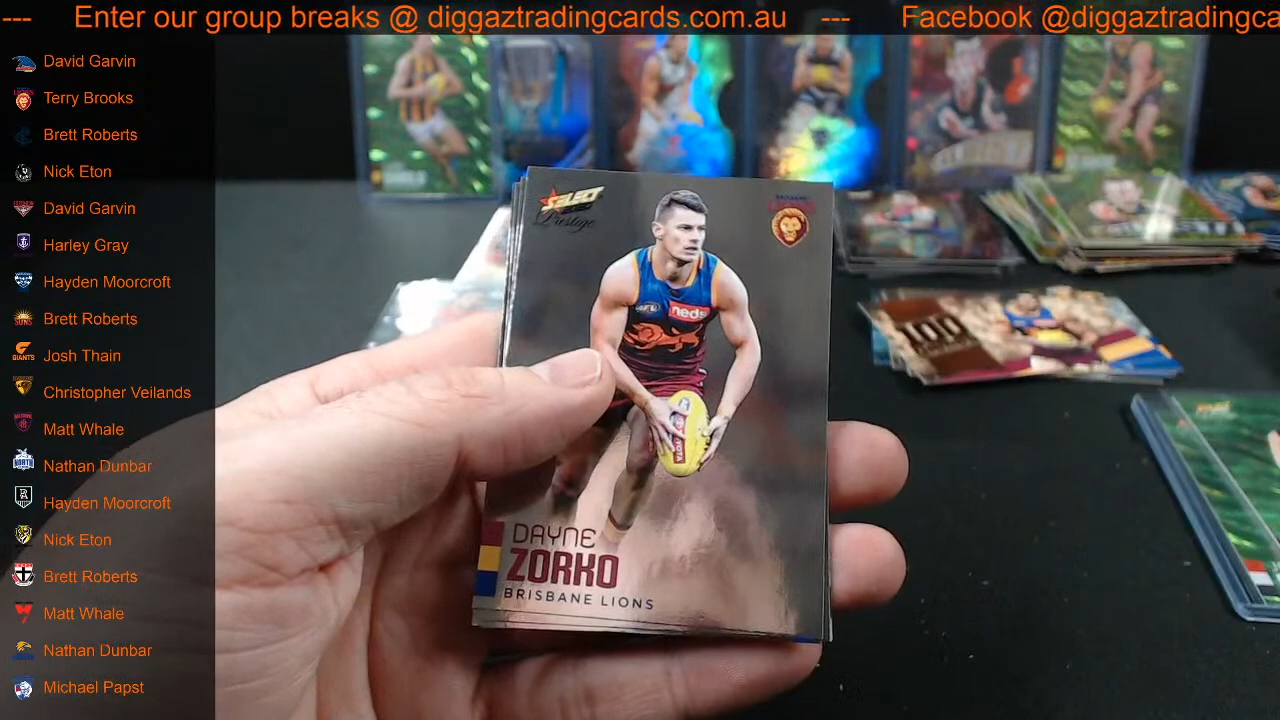 --- Enter our group breaks @ diggaztradingcards.com.au --- Facebook @diggaztradingca
David Garvin
Terry Brooks
Brett Roberts
Nick Eton
David Garvin
Harley Gray
Hayden Moorcroft
Brett Roberts
Josh Thain
Christopher Veilands
Matt Whale
Nathan Dunbar
Hayden Moorcroft
Nick Eton
Brett Roberts
Matt Whale
Nathan Dunbar
Michael Papst
SELECT
Prestige
neds
TOYOTA
DAYNE
ZORKO
BRISBANE LIONS
100